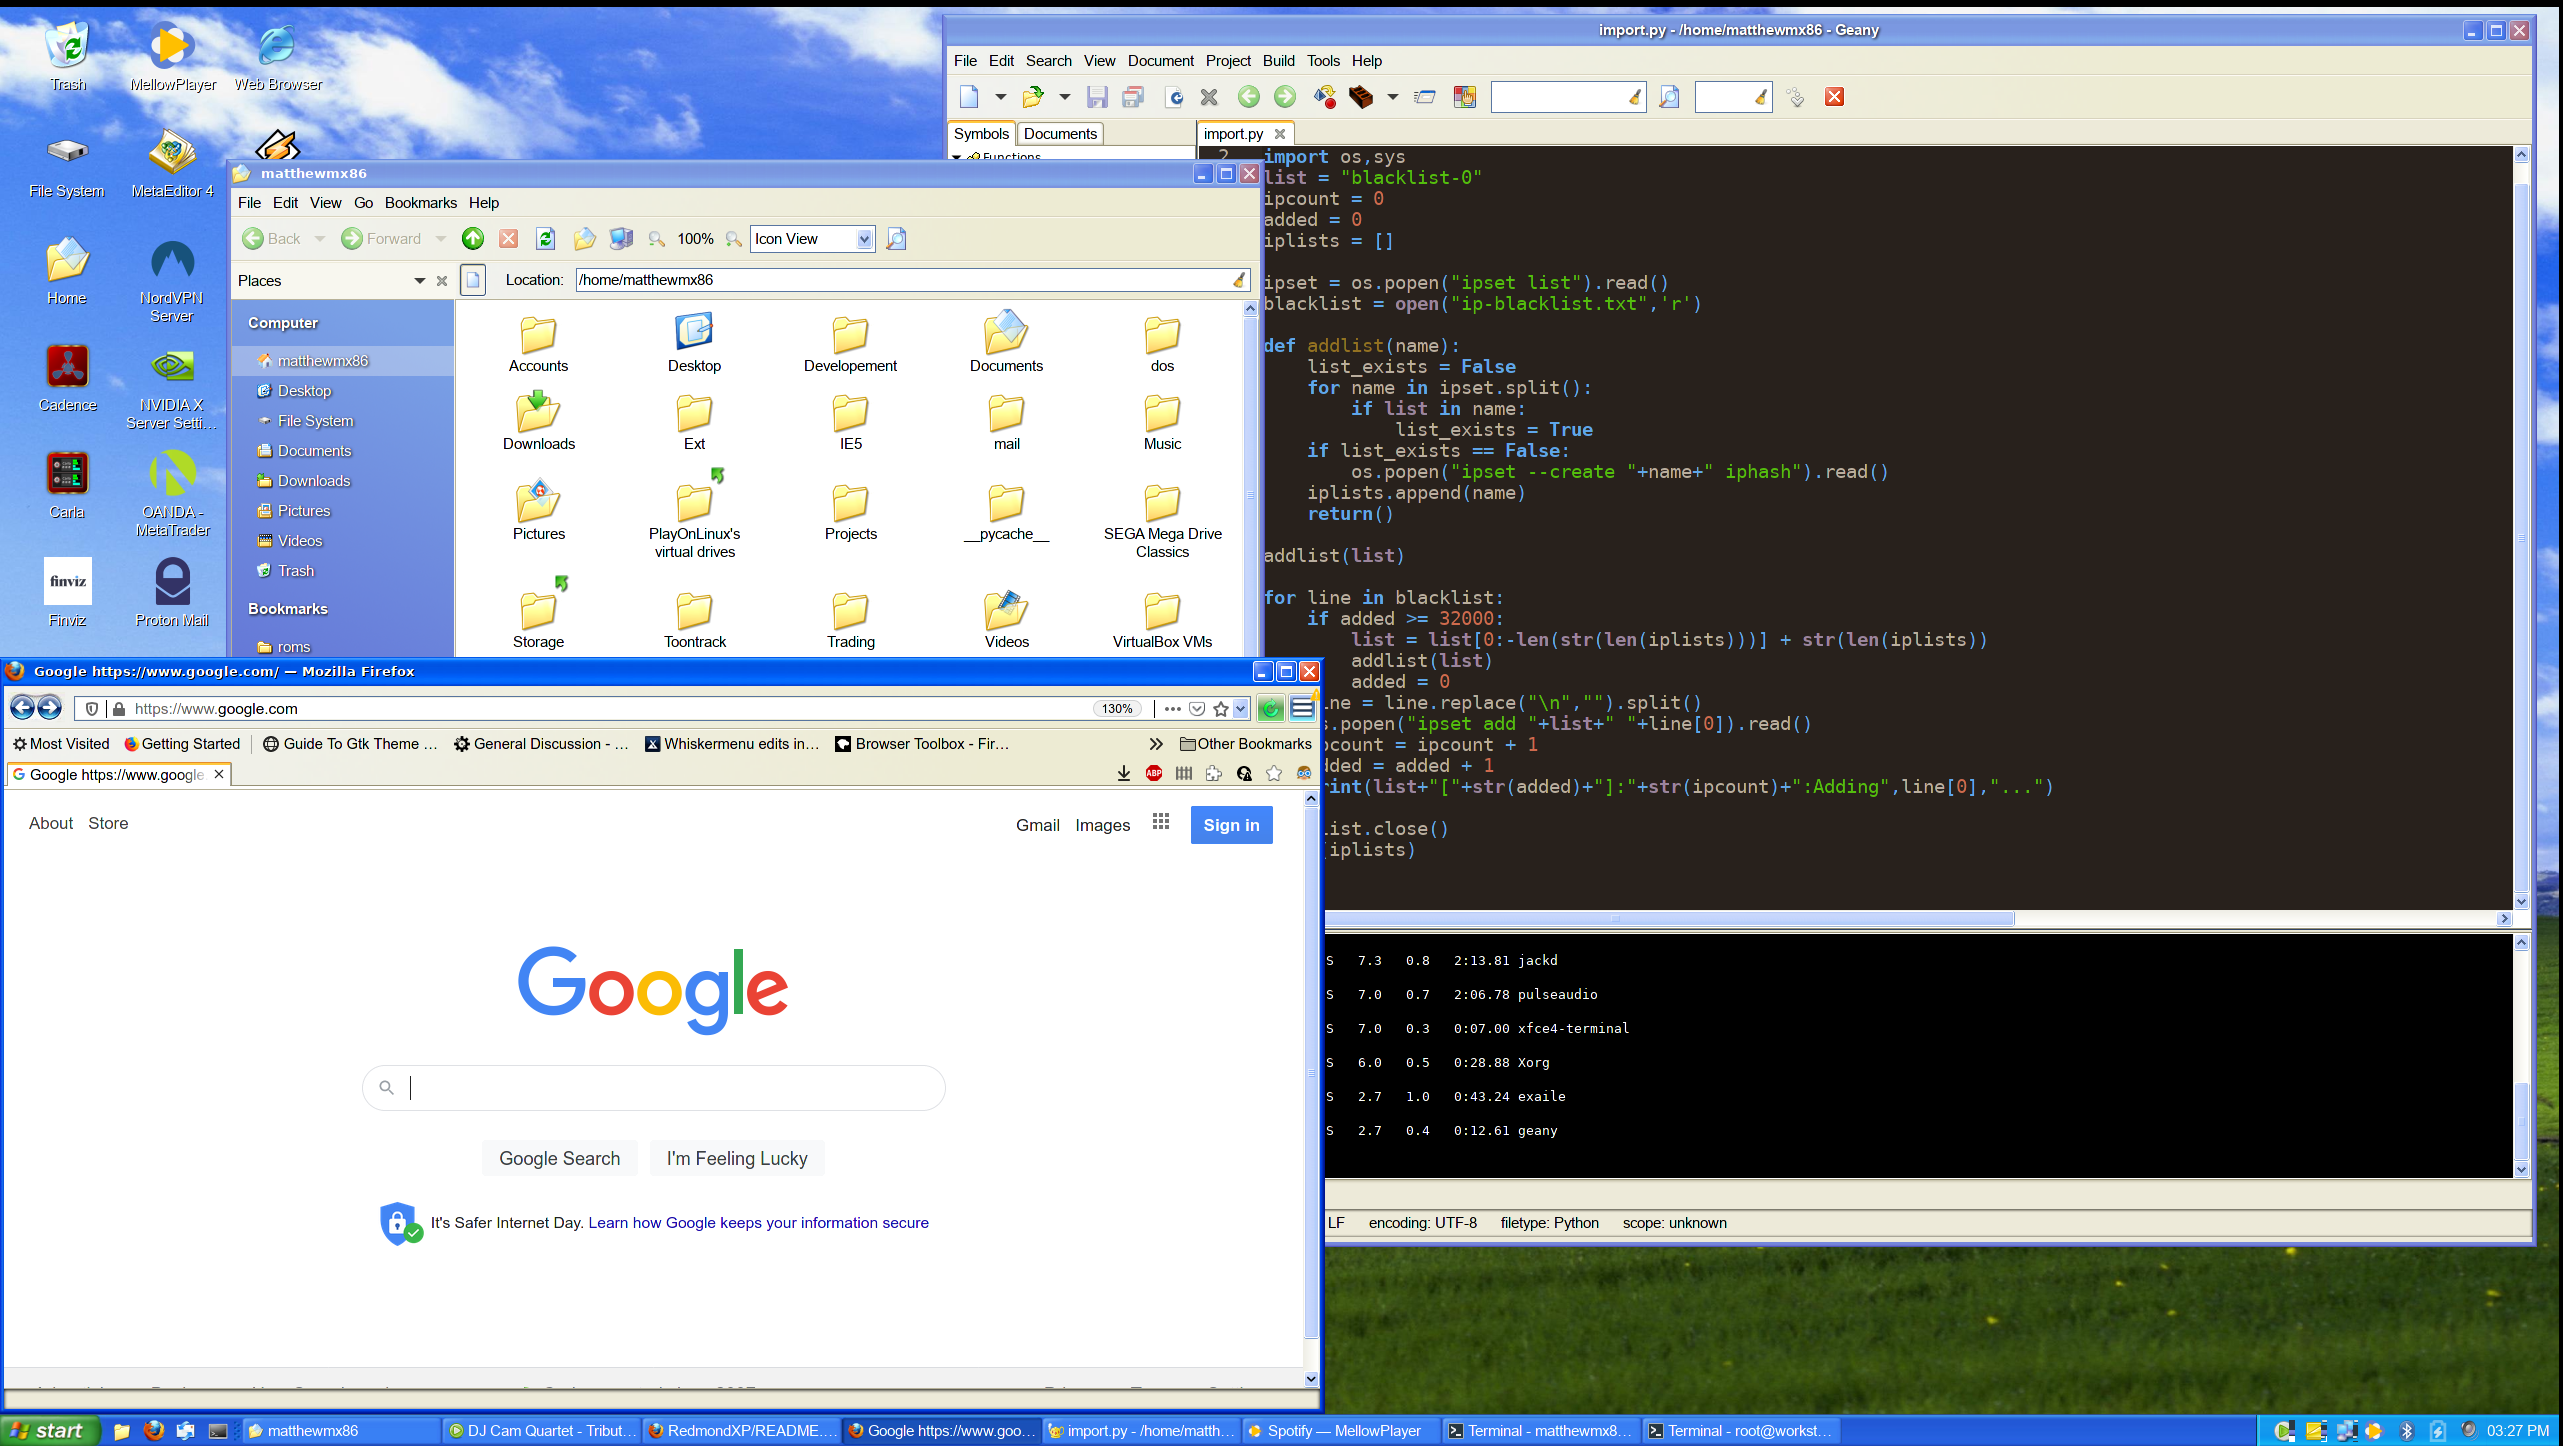 Trash
MellowPlayer
Web Browser
File System
MetaEditor 4
Home
NordVPN
Server
Cadence
NVIDIA X
Server Setti...
Carla
OANDA -
MetaTrader
finviz
Finviz
Proton Mail
import.py - /home/matthewmx86 - Geany
File Edit Search View Document Project Build Tools Help
Symbols Documents
import.py
Functions
2
import os,sys
list = "blacklist-0"
ipcount = 0
added = 0
iplists = []
ipset = os.popen("ipset list").read()
blacklist = open("ip-blacklist.txt",'r')
def addlist(name):
list_exists = False
for name in ipset.split():
if list in name:
list_exists = True
if list_exists == False:
os.popen("ipset --create "+name+" iphash").read()
iplists.append(name)
return()
addlist(list)
for line in blacklist:
if added >= 32000:
list = list[0:-len(str(len(iplists)))] + str(len(iplists))
addlist(list)
added = 0
ne = line.replace("\n","").split()
.popen("ipset add "+list+" "+line[0]).read()
count = ipcount + 1
ded = added + 1
int(list+"["+str(added)+"]:"+str(ipcount)+":Adding",line[0],"...")
ist.close()
(iplists)
S 7.3 0.8 2:13.81 jackd
S 7.0 0.7 2:06.78 pulseaudio
S 7.0 0.3 0:07.00 xfce4-terminal
S 6.0 0.5 0:28.88 Xorg
S 2.7 1.0 0:43.24 exaile
S 2.7 0.4 0:12.61 geany
LF encoding: UTF-8 filetype: Python scope: unknown
matthewmx86
File Edit View Go Bookmarks Help
Back Forward 100% Icon View
Places
Location: /home/matthewmx86
Computer
matthewmx86
Desktop
File System
Documents
Downloads
Pictures
Videos
Trash
Bookmarks
roms
Accounts Desktop Developement Documents dos
Downloads Ext IE5 mail Music
Pictures PlayOnLinux's virtual drives Projects __pycache__ SEGA Mega Drive Classics
Storage Toontrack Trading Videos VirtualBox VMs
Google https://www.google.com/ — Mozilla Firefox
https://www.google.com 130%
Most Visited Getting Started Guide To Gtk Theme ... General Discussion - ... Whiskermenu edits in... Browser Toolbox - Fir... Other Bookmarks
Google https://www.google ABP
About Store Gmail Images Sign in
Google
Google Search I'm Feeling Lucky
It's Safer Internet Day. Learn how Google keeps your information secure
start matthewmx86 DJ Cam Quartet - Tribut... RedmondXP/README.... Google https://www.goo... import.py - /home/matth... Spotify — MellowPlayer Terminal - matthewmx8... Terminal - root@workst... 03:27 PM